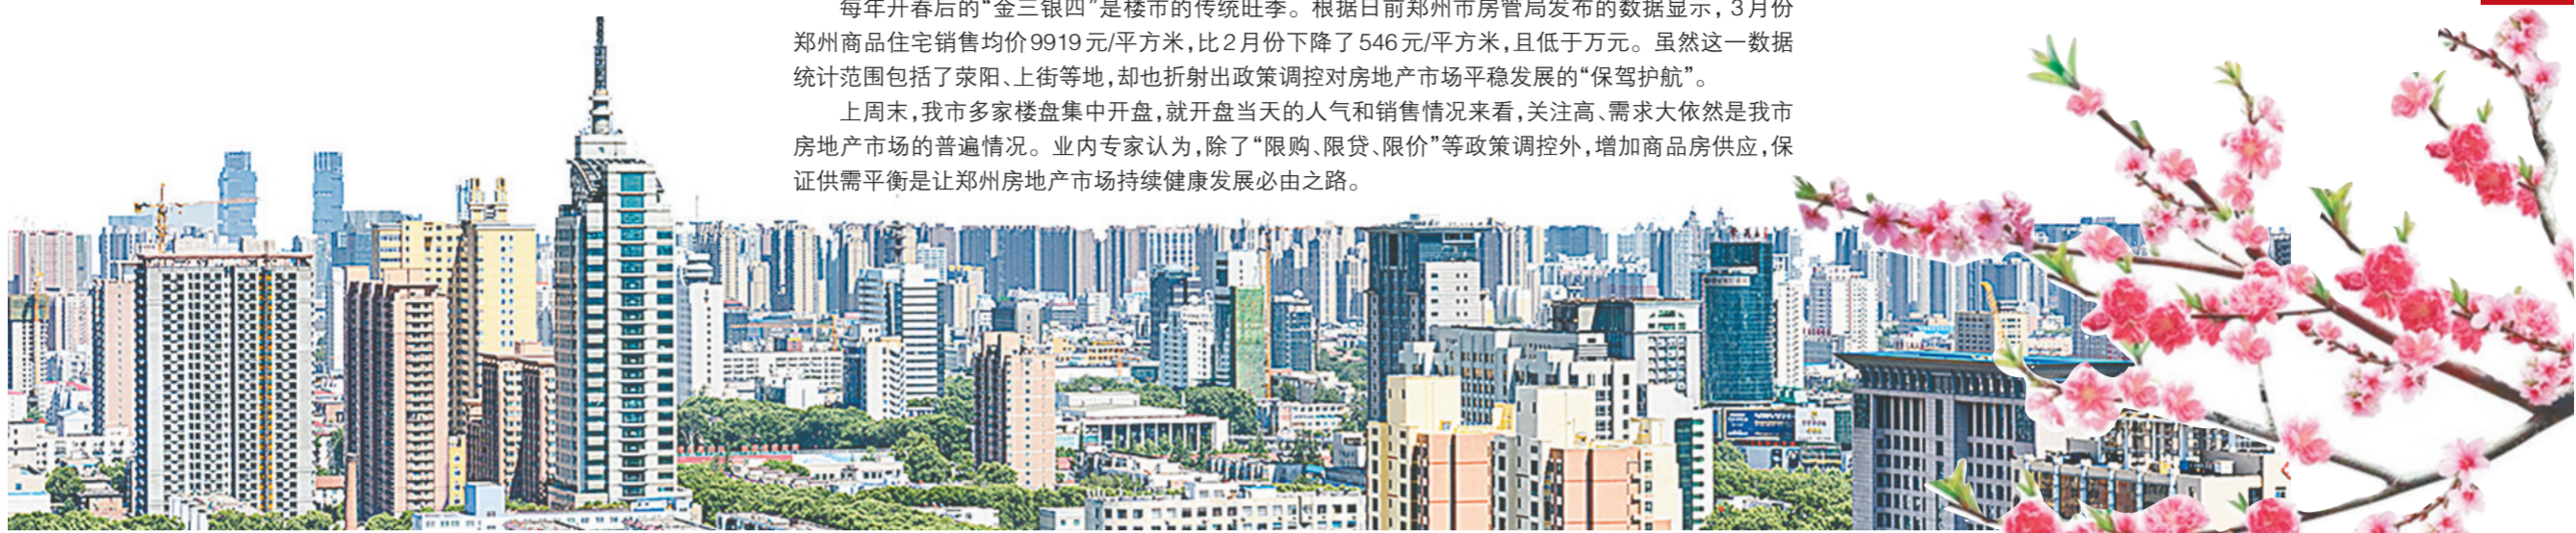 每年开春后的“金三银四”是楼市的传统旺季。根据日前郑州市房管局发布的数据显示，3月份
郑州商品住宅销售均价9919元/平方米，比2月份下降了546元/平方米，且低于万元。虽然这一数据
统计范围包括了荥阳、上街等地，却也折射出政策调控对房地产市场平稳发展的“保驾护航”。
上周末，我市多家楼盘集中开盘，就开盘当天的人气和销售情况来看，关注高、需求大依然是我市
房地产市场的普遍情况。业内专家认为，除了“限购、限贷、限价”等政策调控外，增加商品房供应，保
证供需平衡是让郑州房地产市场持续健康发展必由之路。